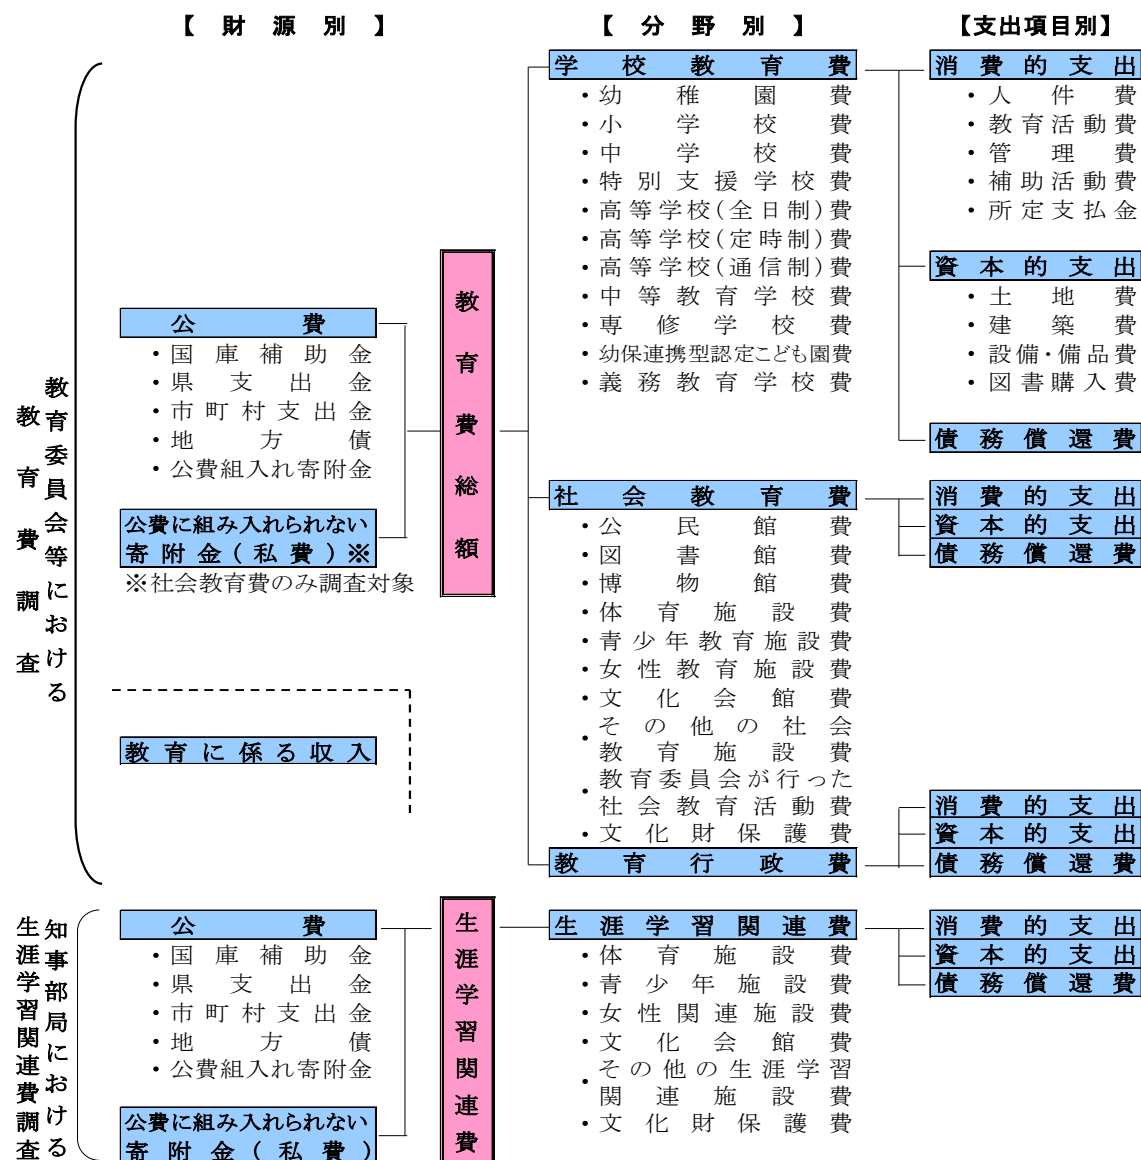 【財源別】
【分野別】
【支出項目別】
教育委員会等における
教育費調査
公費
・国庫補助金
・県支出金
・市町村支出金
・地方債
・公費組入れ寄附金
公費に組み入れられない
寄附金(私費)※
※社会教育費のみ調査対象
教育に係る収入
教育費総額
学校教育費
・幼稚園費
・小学校費
・中学校費
・特別支援学校費
・高等学校(全日制)費
・高等学校(定時制)費
・高等学校(通信制)費
・中等教育学校費
・専修学校費
・幼保連携型認定こども園費
・義務教育学校費
消費的支出
・人件費
・教育活動費
・管理費
・補助活動費
・所定支払金
資本的支出
・土地費
・建築費
・設備・備品費
・図書購入費
債務償還費
社会教育費
・公民館費
・図書館費
・博物館費
・体育施設費
・青少年教育施設費
・女性教育施設費
・文化会館費
・その他の社会
教育施設費
・教育委員会が行った
社会教育活動費
・文化財保護費
消費的支出
資本的支出
債務償還費
教育行政費
消費的支出
資本的支出
債務償還費
知事部局における
生涯学習関連費調査
公費
・国庫補助金
・県支出金
・市町村支出金
・地方債
・公費組入れ寄附金
公費に組み入れられない
寄附金(私費)
生涯学習関連費
生涯学習関連費
・体育施設費
・青少年施設費
・女性関連施設費
・文化会館費
・その他の生涯学習
関連施設費
・文化財保護費
消費的支出
資本的支出
債務償還費